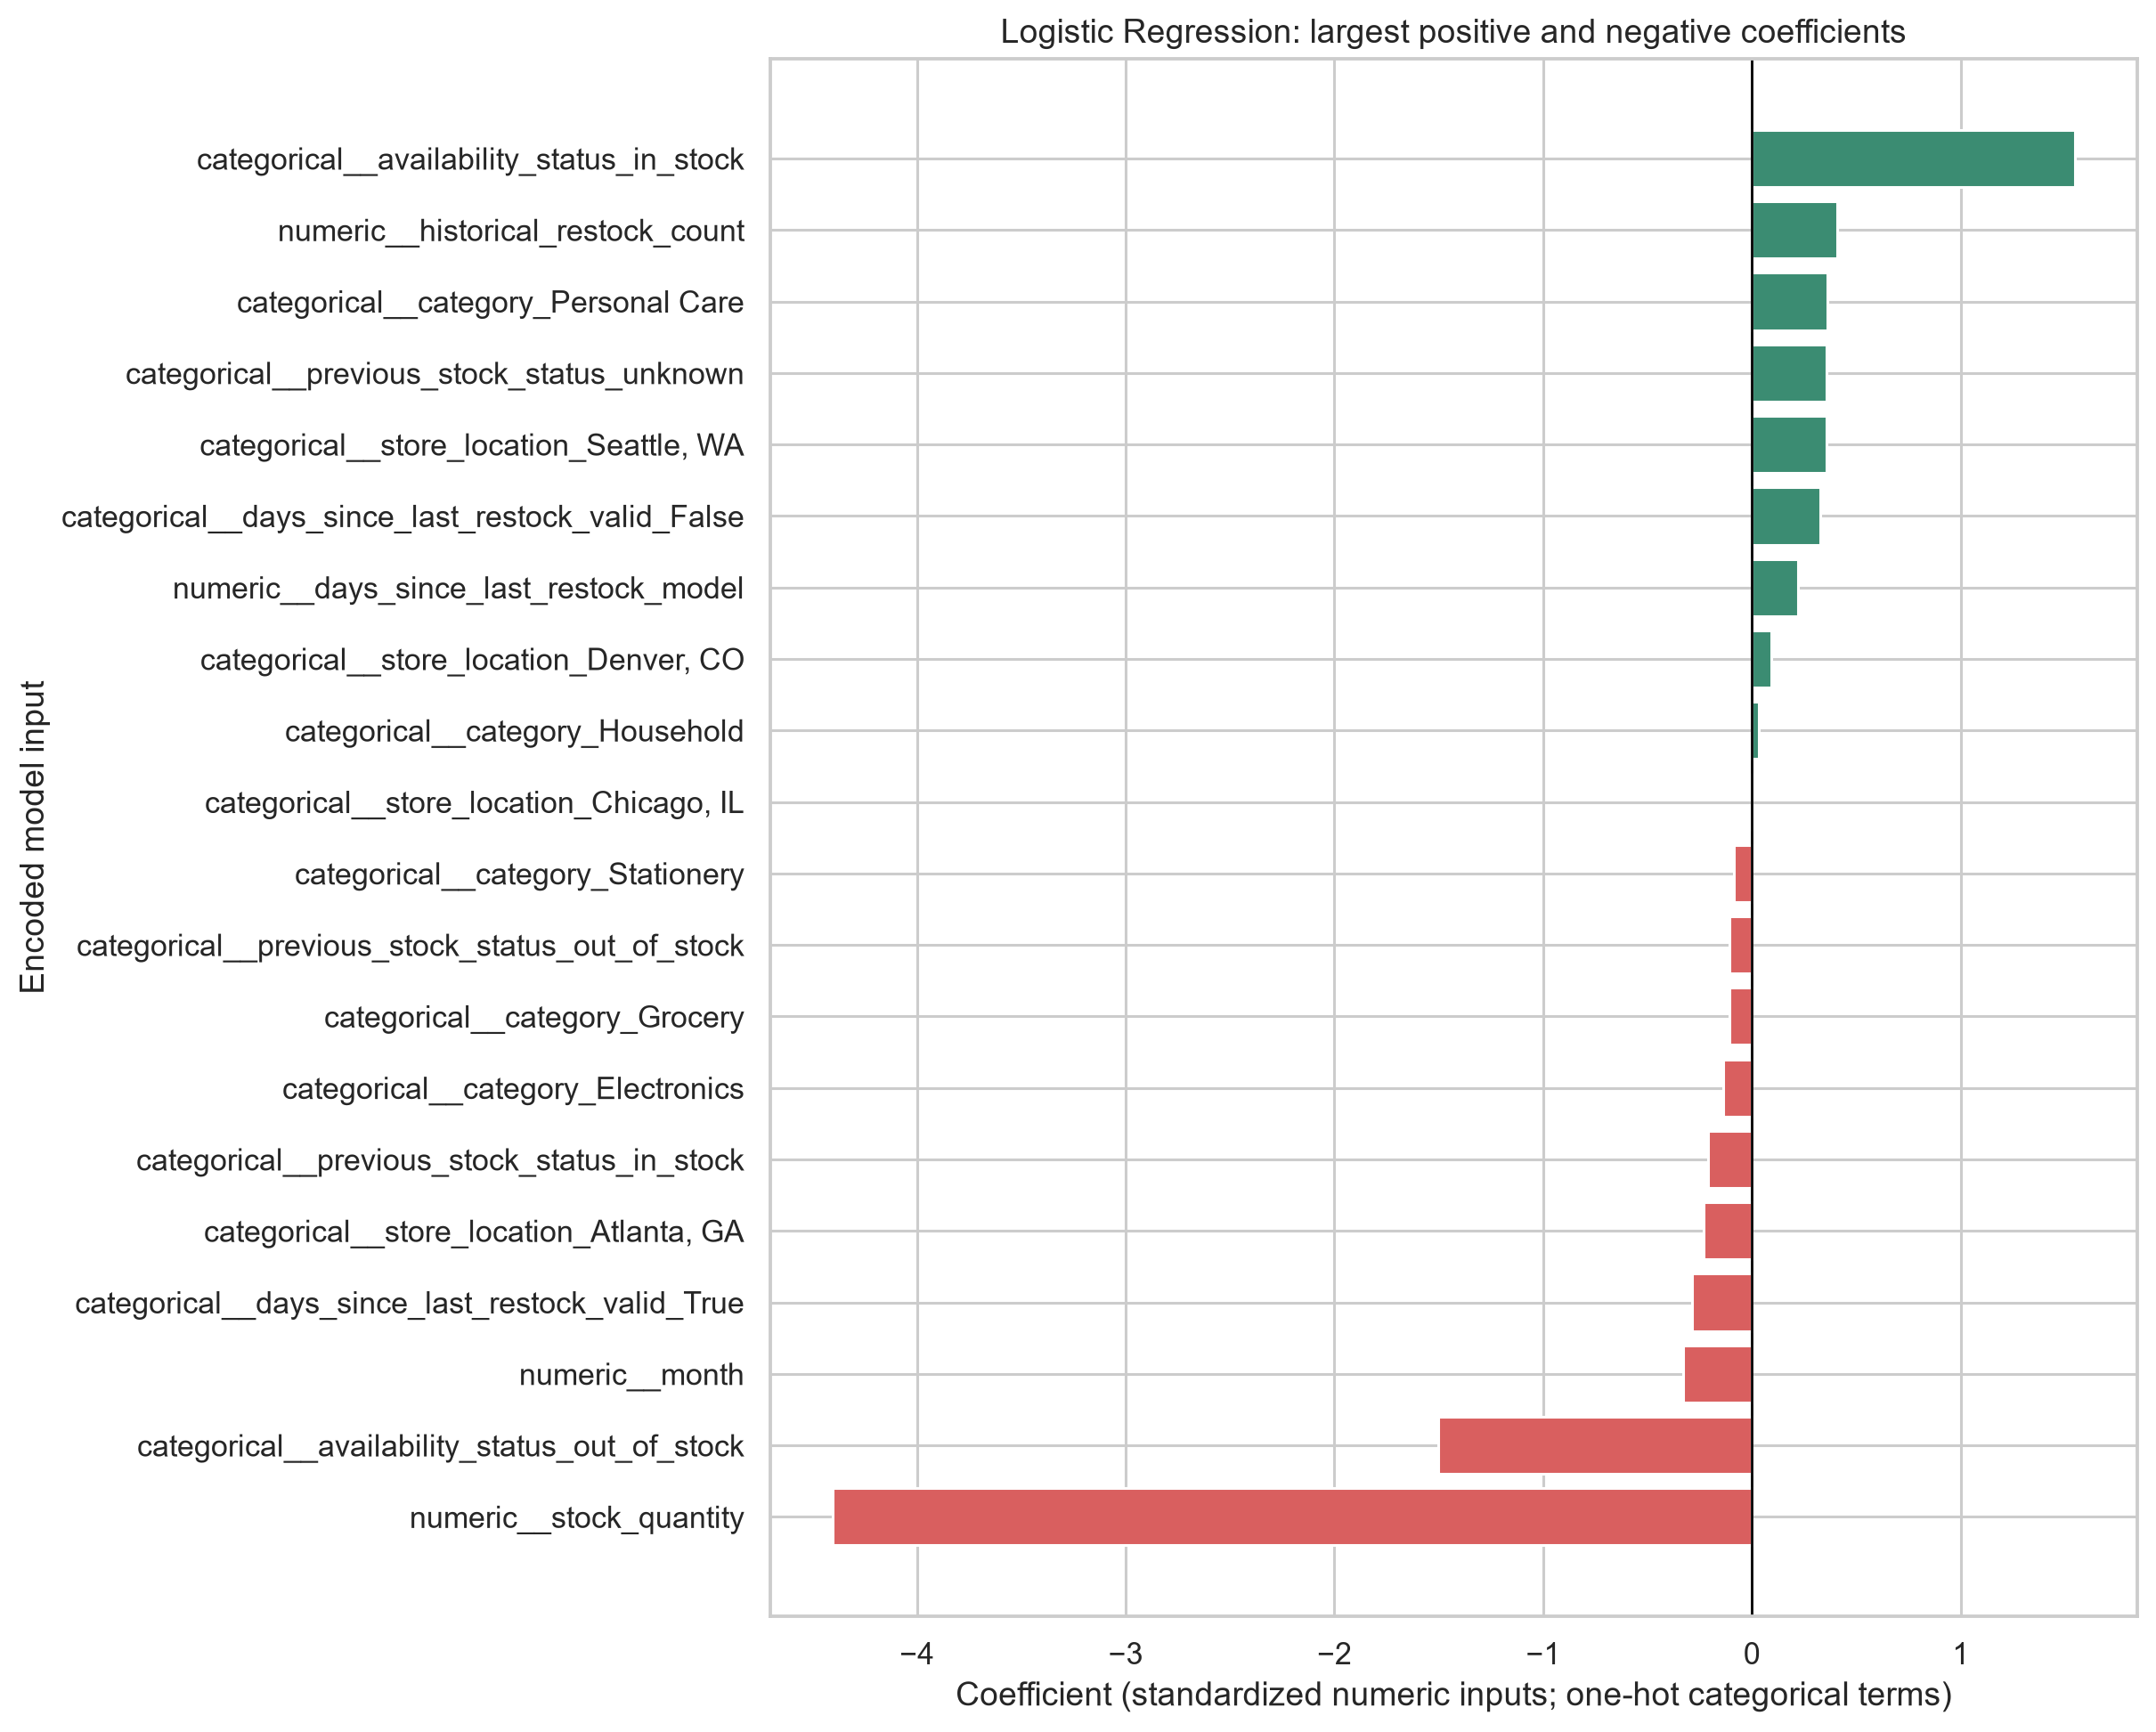 Logistic Regression: largest positive and negative coefficients
categorical__availability_status_in_stock
numeric__historical_restock_count
categorical__category_Personal Care
categorical__previous_stock_status_unknown
categorical__store_location_Seattle, WA
categorical__days_since_last_restock_valid_False
numeric__days_since_last_restock_model
categorical__store_location_Denver, CO
categorical__category_Household
categorical__store_location_Chicago, IL
categorical__category_Stationery
categorical__previous_stock_status_out_of_stock
categorical__category_Grocery
categorical__category_Electronics
categorical__previous_stock_status_in_stock
categorical__store_location_Atlanta, GA
categorical__days_since_last_restock_valid_True
numeric__month
categorical__availability_status_out_of_stock
numeric__stock_quantity
Encoded model input
−4 −3 −2 −1 0 1
Coefficient (standardized numeric inputs; one-hot categorical terms)